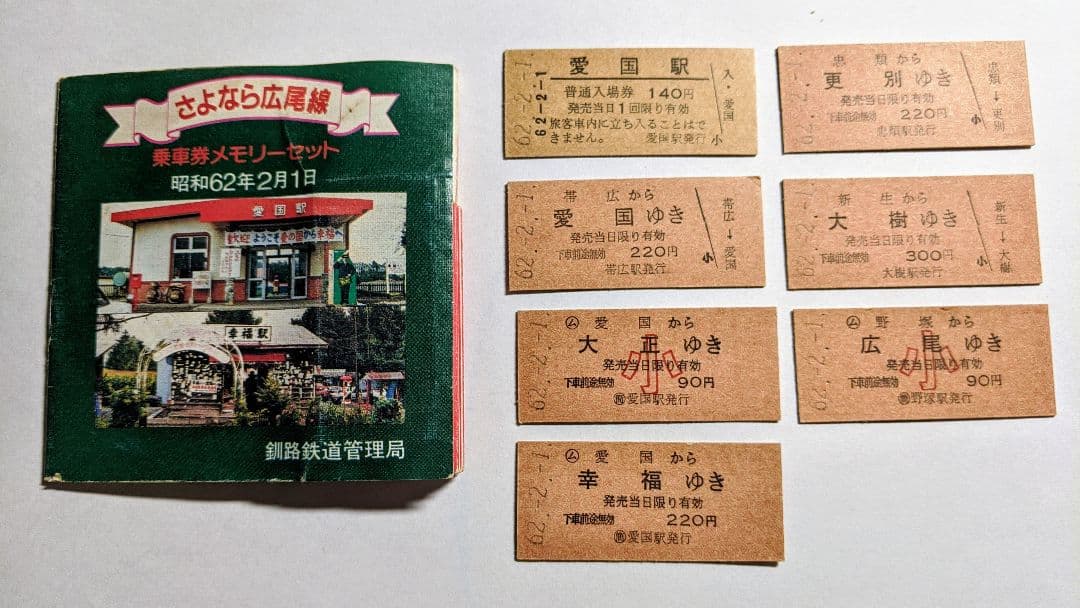 さよなら広尾線
乗車券メモリーセット
昭和62年2月1日
愛国駅
ようこそ愛の国から幸福へ
幸福駅
釧路鉄道管理局
62.-2.-1
62.-2.-1
愛国駅
普通入場券 140円
発売当日1回限り有効
旅客車内に立ち入ることはで
きません。 愛国駅発行
入・愛国
小
62.-2.-1
帯広から
愛国ゆき
発売当日限り有効
下車前途無効 220円
帯広駅発行
帯広→愛国
小
62.-2.-1
㋰愛国から
大正ゆき
発売当日限り有効
下車前途無効 90円
愛国駅発行
小
62.-2.-1
㋰愛国から
幸福ゆき
発売当日限り有効
下車前途無効 220円
愛国駅発行
62.-2.-1
忠類から
更別ゆき
発売当日限り有効
下車前途無効 220円
忠類駅発行
忠類→更別
小
62.-2.-1
新生から
大樹ゆき
発売当日限り有効
下車前途無効 300円
大樹駅発行
新生→大樹
小
62.-2.-1
㋰野塚から
広尾ゆき
発売当日限り有効
下車前途無効 90円
野塚駅発行
小